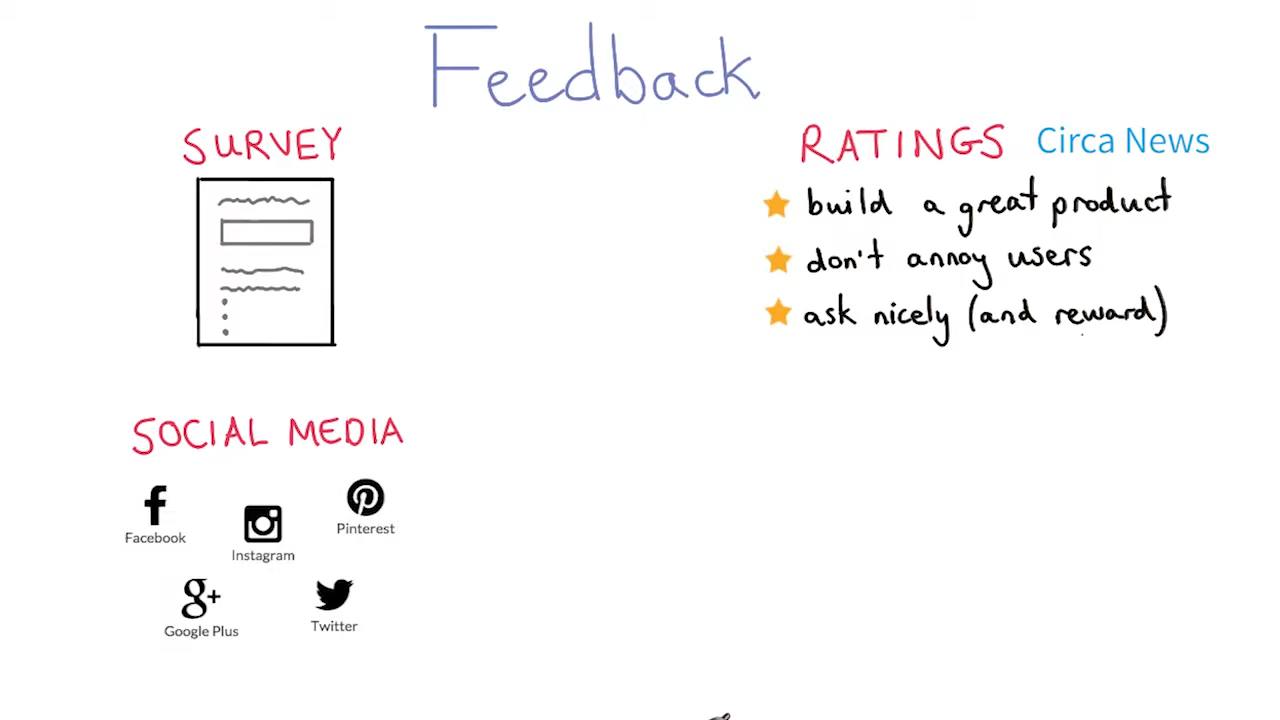 Feedback
SURVEY
RATINGS Circa News
build a great product
don't annoy users
ask nicely (and reward)
SOCIAL MEDIA
Facebook
Instagram
Pinterest
g+
Google Plus
Twitter